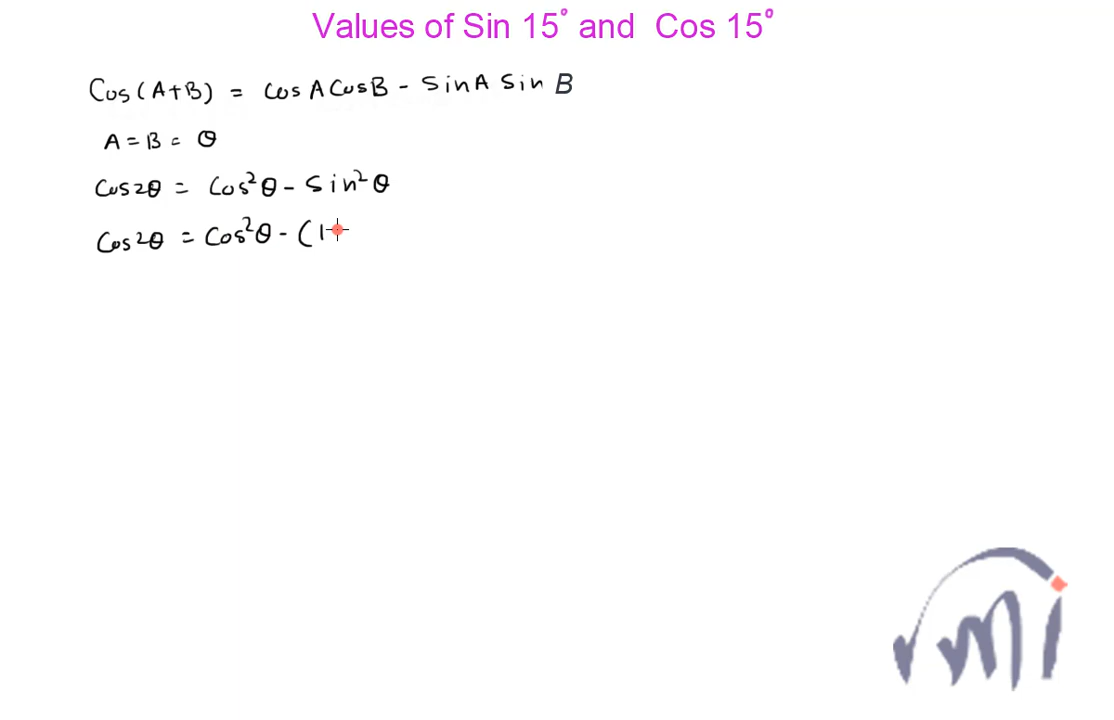 Values of Sin 15° and Cos 15°
Cos(A+B) = Cos A Cos B - Sin A Sin B
A = B = θ
Cos 2θ = Cos²θ - Sin²θ
Cos 2θ = Cos²θ - (1-
vmi